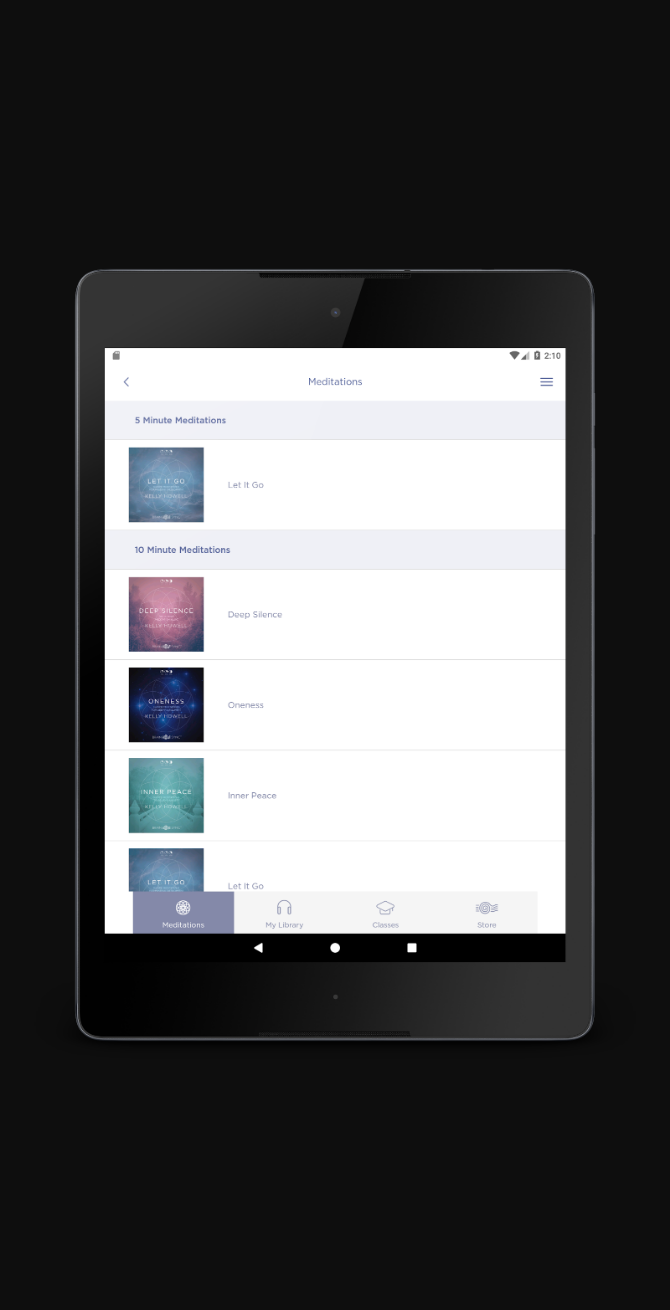 2:10
Meditations
5 Minute Meditations
LET IT GO
KELLY HOWELL
Let It Go
10 Minute Meditations
DEEP SILENCE
KELLY HOWELL
Deep Silence
ONENESS
KELLY HOWELL
Oneness
INNER PEACE
KELLY HOWELL
Inner Peace
LET IT GO
Let It Go
Meditations
My Library
Classes
Store